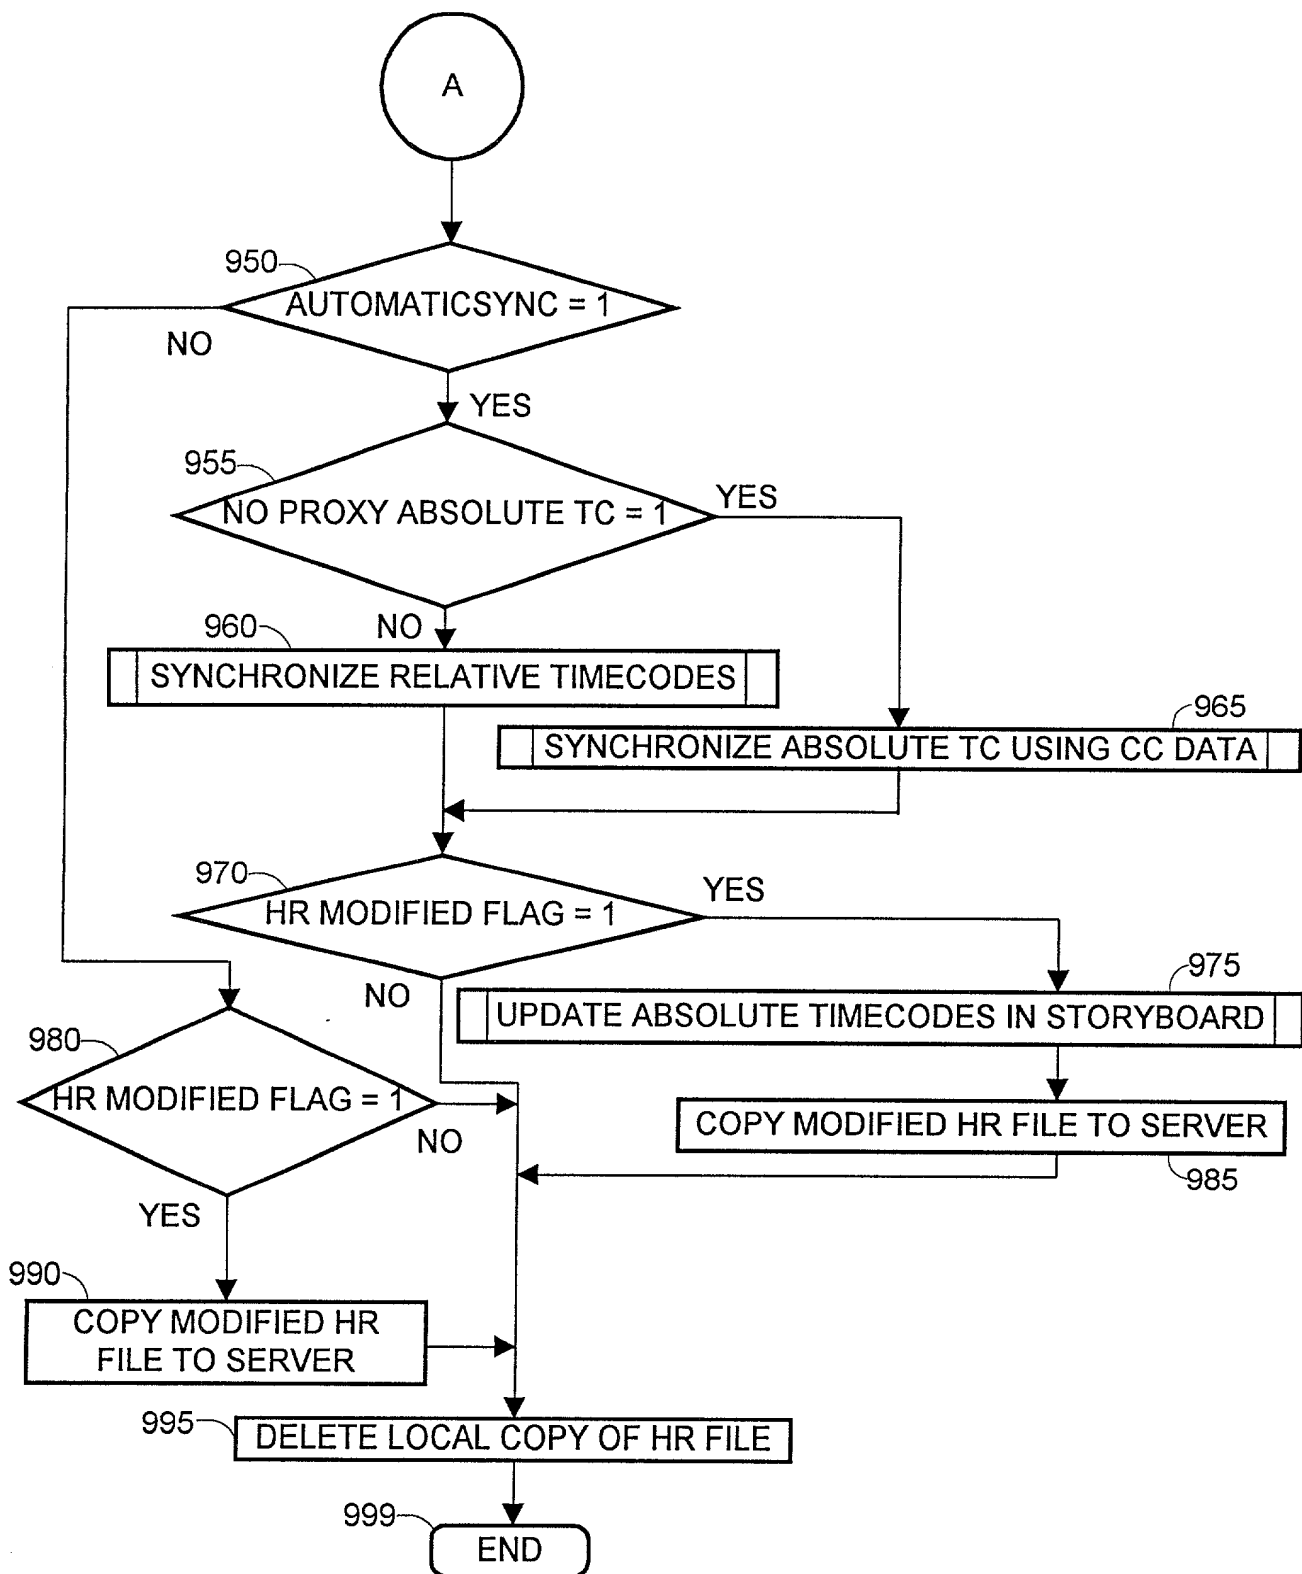 A
950
AUTOMATICSYNC = 1
NO
YES
955
NO PROXY ABSOLUTE TC = 1
YES
NO
960
SYNCHRONIZE RELATIVE TIMECODES
965
SYNCHRONIZE ABSOLUTE TC USING CC DATA
970
HR MODIFIED FLAG = 1
YES
NO
975
UPDATE ABSOLUTE TIMECODES IN STORYBOARD
980
HR MODIFIED FLAG = 1
NO
YES
COPY MODIFIED HR FILE TO SERVER
985
990
COPY MODIFIED HR
FILE TO SERVER
995
DELETE LOCAL COPY OF HR FILE
999
END